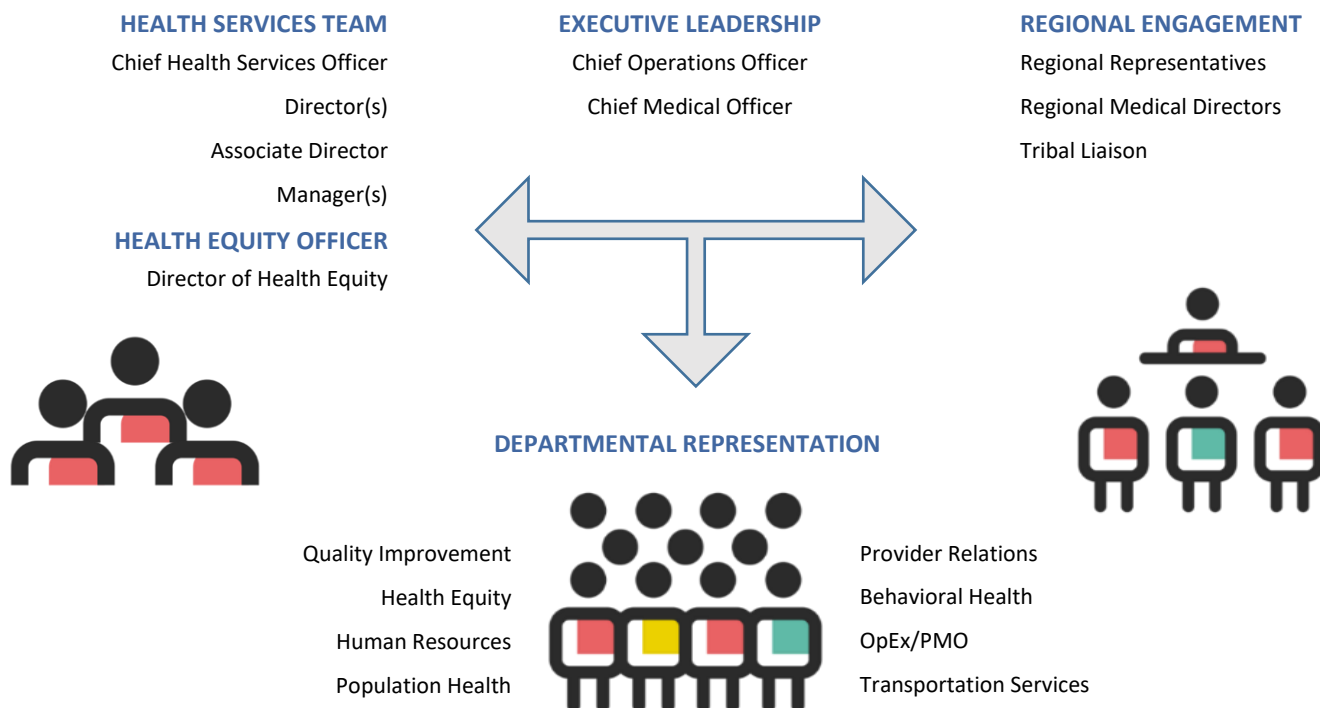 HEALTH SERVICES TEAM
Chief Health Services Officer
Director(s)
Associate Director
Manager(s)
HEALTH EQUITY OFFICER
Director of Health Equity
EXECUTIVE LEADERSHIP
Chief Operations Officer
Chief Medical Officer
REGIONAL ENGAGEMENT
Regional Representatives
Regional Medical Directors
Tribal Liaison
DEPARTMENTAL REPRESENTATION
Quality Improvement
Health Equity
Human Resources
Population Health
Provider Relations
Behavioral Health
OpEx/PMO
Transportation Services